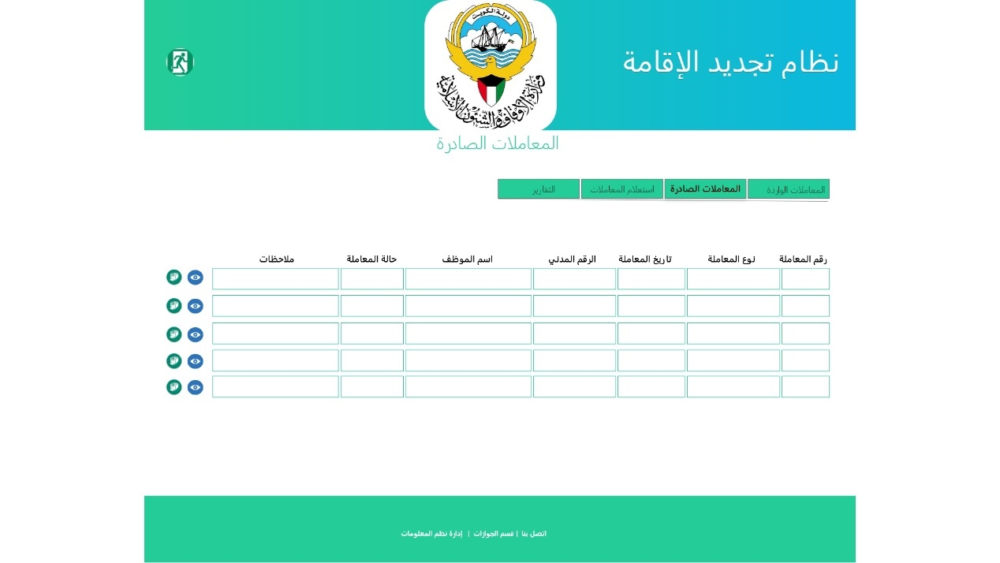 دولة الكويت
وزارة الأوقاف والشئون الإسلامية
نظام تجديد الإقامة
المعاملات الصادرة
المعاملات الواردة المعاملات الصادرة استعلام المعاملات التقارير
رقم المعاملة نوع المعاملة تاريخ المعاملة الرقم المدني اسم الموظف حالة المعاملة ملاحظات
اتصل بنا | قسم الجوازات | إدارة نظم المعلومات